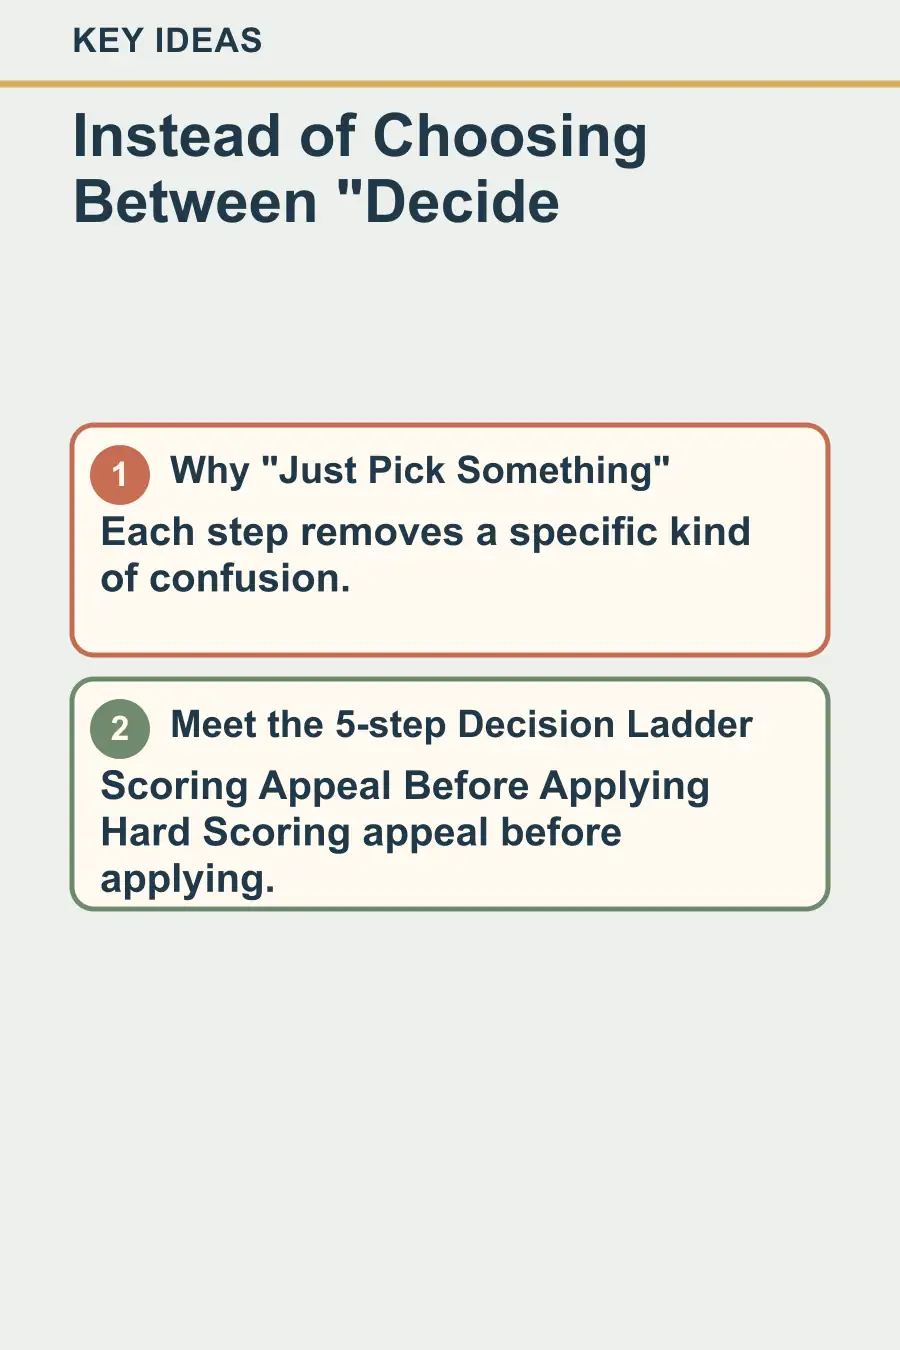 KEY IDEAS
Instead of Choosing
Between "Decide
1
Why "Just Pick Something"
Each step removes a specific kind
of confusion.
2
Meet the 5-step Decision Ladder
Scoring Appeal Before Applying
Hard Scoring appeal before
applying.